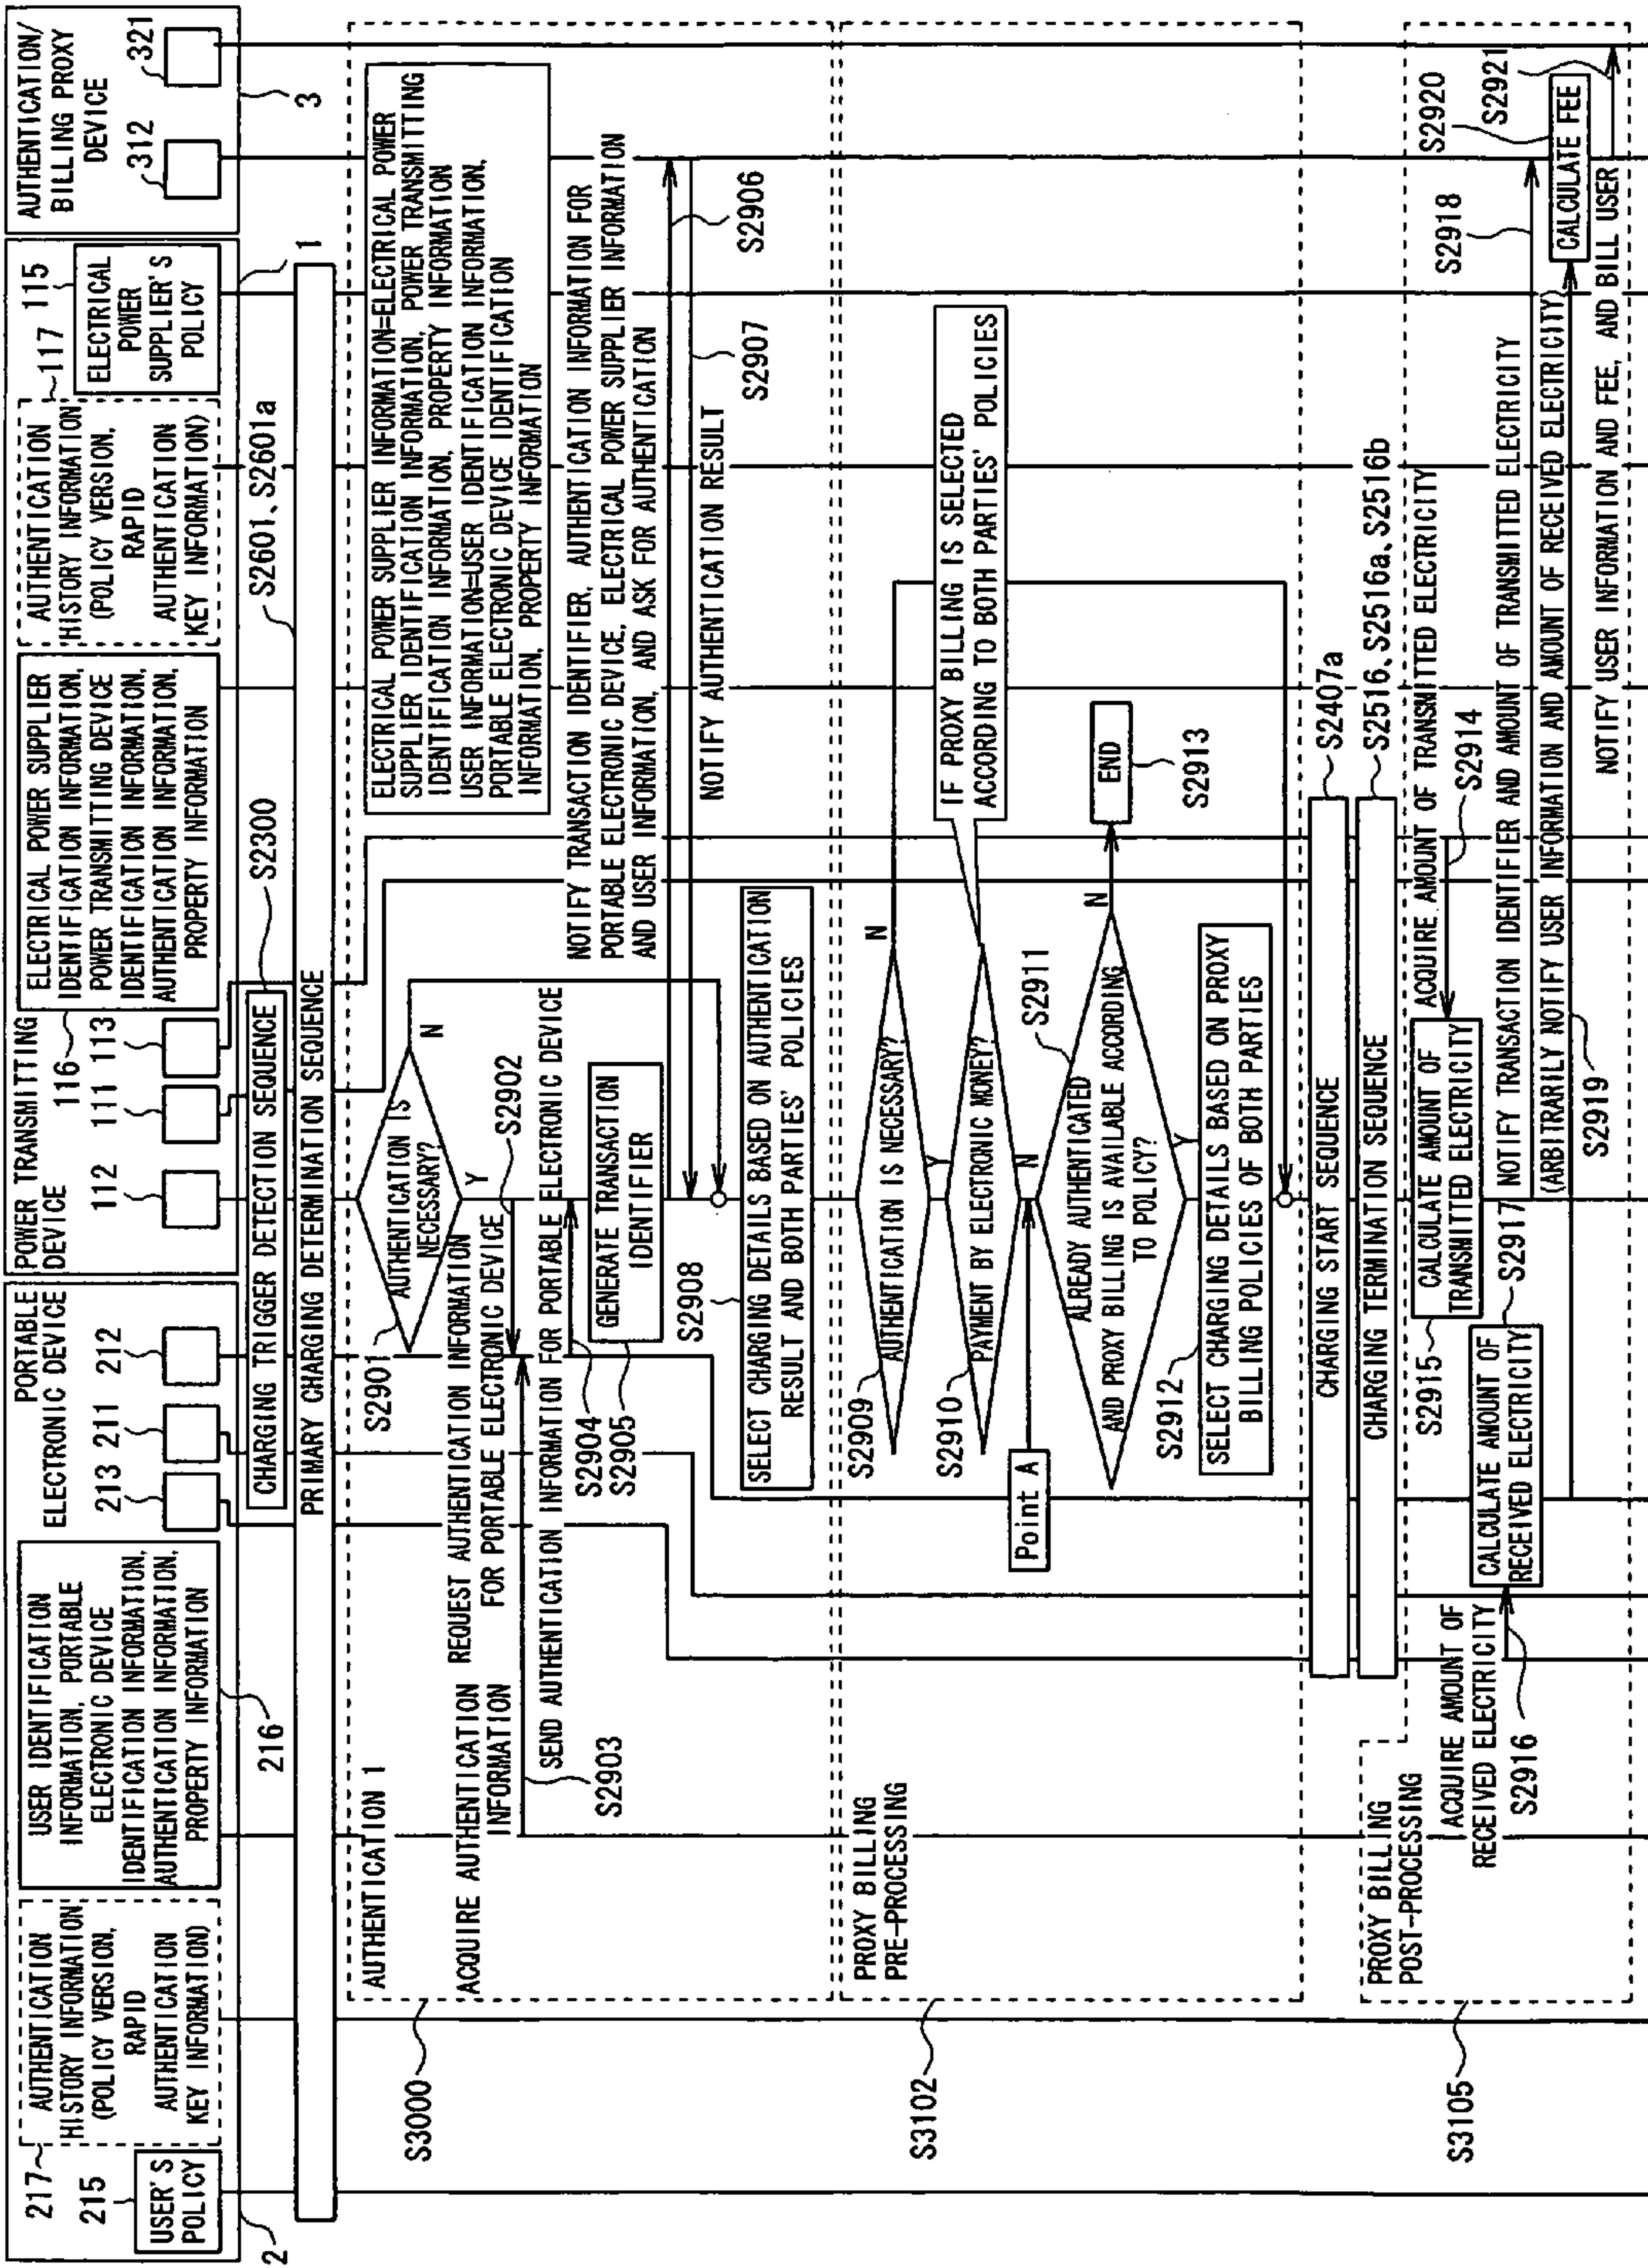 2
217
AUTHENTICATION
HISTORY INFORMATION
(POLICY VERSION,
RAPID
AUTHENTICATION
KEY INFORMATION)
215
USER'S
POLICY
USER IDENTIFICATION
INFORMATION, PORTABLE
ELECTRONIC DEVICE
IDENTIFICATION INFORMATION,
AUTHENTICATION INFORMATION,
PROPERTY INFORMATION
216
PORTABLE
ELECTRONIC DEVICE
213 211 212
POWER TRANSMITTING
DEVICE
112 111 113
116
ELECTRICAL POWER SUPPLIER
IDENTIFICATION INFORMATION,
POWER TRANSMITTING DEVICE
IDENTIFICATION INFORMATION,
AUTHENTICATION INFORMATION,
PROPERTY INFORMATION
AUTHENTICATION
HISTORY INFORMATION
(POLICY VERSION,
RAPID
AUTHENTICATION
KEY INFORMATION)
117
115
ELECTRICAL
POWER
SUPPLIER'S
POLICY
1
AUTHENTICATION/
BILLING PROXY
DEVICE
312
321
3
CHARGING TRIGGER DETECTION SEQUENCE
S2300
PRIMARY CHARGING DETERMINATION SEQUENCE
S2601, S2601a
S3000
AUTHENTICATION 1
S2901
AUTHENTICATION IS
NECESSARY?
N
Y
ELECTRICAL POWER SUPPLIER INFORMATION=ELECTRICAL POWER
SUPPLIER IDENTIFICATION INFORMATION, POWER TRANSMITTING
IDENTIFICATION INFORMATION, PROPERTY INFORMATION
USER INFORMATION=USER IDENTIFICATION INFORMATION,
PORTABLE ELECTRONIC DEVICE IDENTIFICATION
INFORMATION, PROPERTY INFORMATION
REQUEST AUTHENTICATION INFORMATION
FOR PORTABLE ELECTRONIC DEVICE
S2902
ACQUIRE AUTHENTICATION
INFORMATION
S2903
SEND AUTHENTICATION INFORMATION FOR PORTABLE ELECTRONIC DEVICE
S2904
S2905
GENERATE TRANSACTION
IDENTIFIER
NOTIFY TRANSACTION IDENTIFIER, AUTHENTICATION INFORMATION FOR
PORTABLE ELECTRONIC DEVICE, ELECTRICAL POWER SUPPLIER INFORMATION
AND USER INFORMATION, AND ASK FOR AUTHENTICATION
S2906
NOTIFY AUTHENTICATION RESULT
S2907
S2908
SELECT CHARGING DETAILS BASED ON AUTHENTICATION
RESULT AND BOTH PARTIES' POLICIES
S3102
PROXY BILLING
PRE-PROCESSING
S2909
AUTHENTICATION IS NECESSARY?
N
Y
S2910
PAYMENT BY ELECTRONIC MONEY?
N
IF PROXY BILLING IS SELECTED
ACCORDING TO BOTH PARTIES' POLICIES
Point A
S2911
ALREADY AUTHENTICATED
AND PROXY BILLING IS AVAILABLE ACCORDING
TO POLICY?
N
Y
END
S2913
S2912
SELECT CHARGING DETAILS BASED ON PROXY
BILLING POLICIES OF BOTH PARTIES
CHARGING START SEQUENCE
S2407a
CHARGING TERMINATION SEQUENCE
S2516, S2516a, S2516b
S3105
PROXY BILLING
POST-PROCESSING
ACQUIRE AMOUNT OF TRANSMITTED ELECTRICITY
S2914
S2915
CALCULATE AMOUNT OF
TRANSMITTED ELECTRICITY
ACQUIRE AMOUNT OF
RECEIVED ELECTRICITY
S2916
CALCULATE AMOUNT OF
RECEIVED ELECTRICITY
S2917
NOTIFY TRANSACTION IDENTIFIER AND AMOUNT OF TRANSMITTED ELECTRICITY
S2918
(ARBITRARILY NOTIFY USER INFORMATION AND AMOUNT OF RECEIVED ELECTRICITY)
S2919
CALCULATE FEE
S2920
NOTIFY USER INFORMATION AND FEE, AND BILL USER
S2921